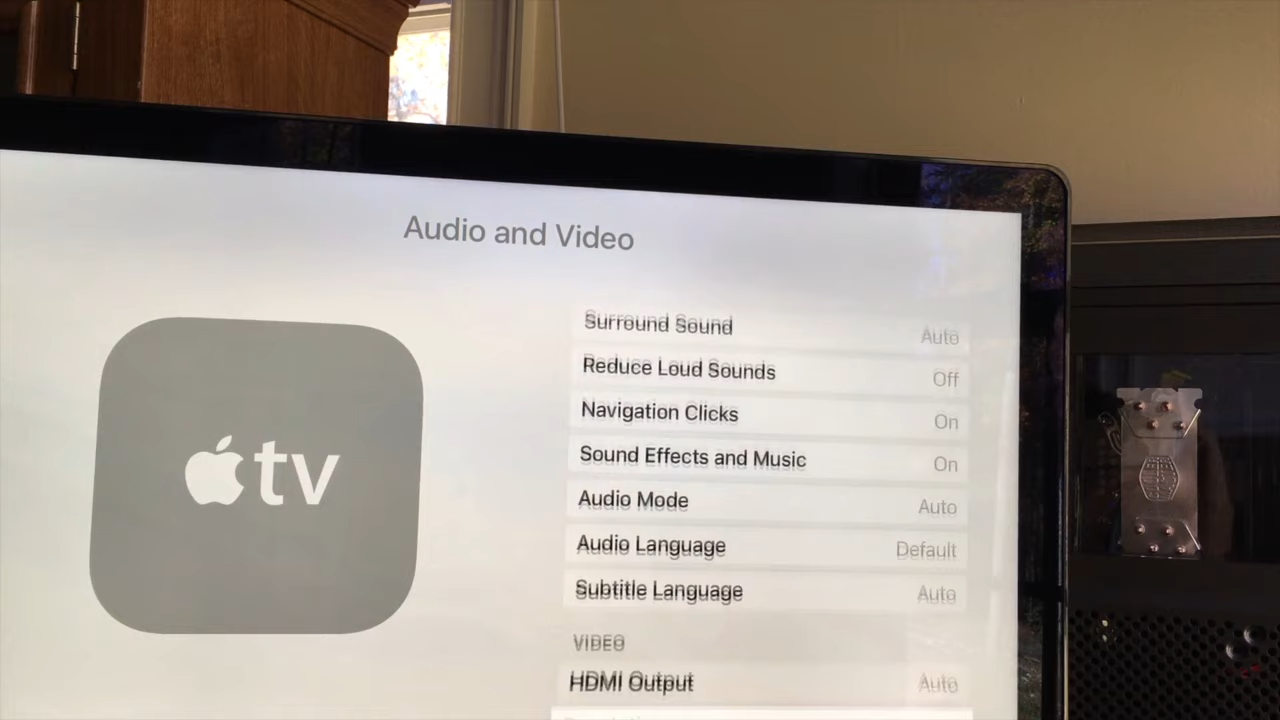 Audio and Video
Surround Sound Auto
Reduce Loud Sounds Off
Navigation Clicks On
tv
Sound Effects and Music On
Audio Mode Auto
Audio Language Default
Subtitle Language Auto
VIDEO
HDMI Output Auto